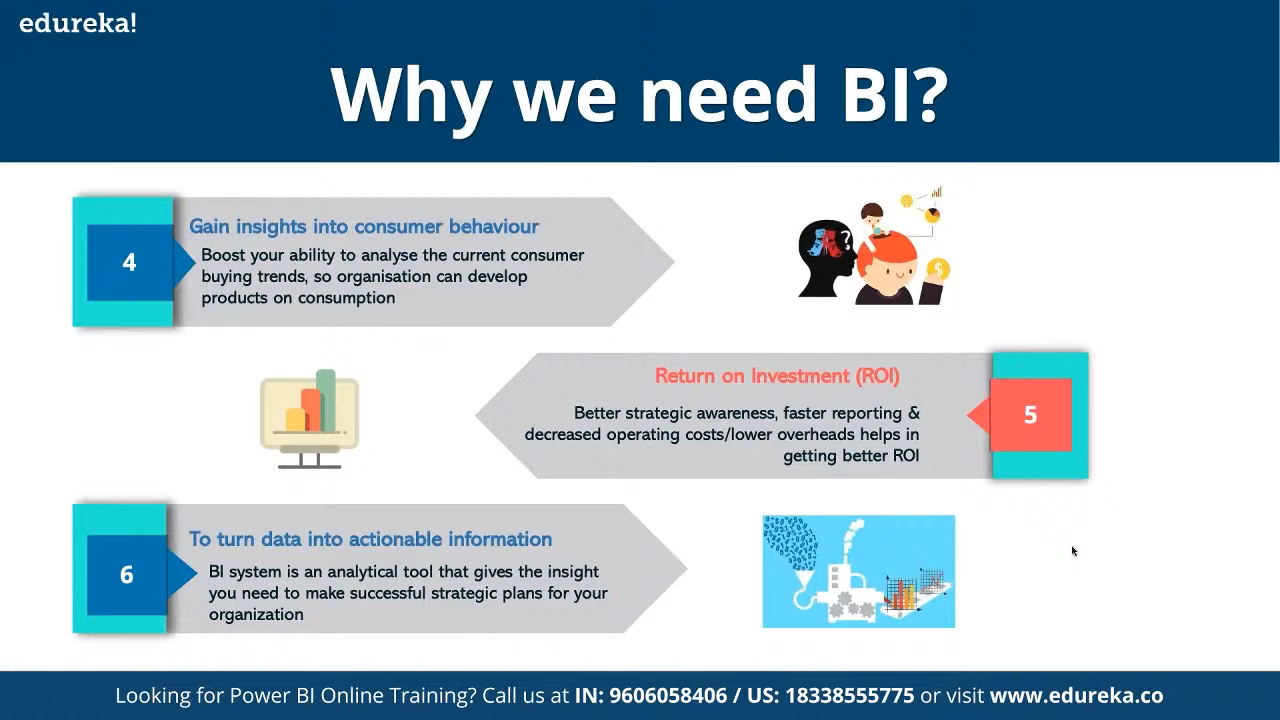 edureka!
Why we need BI?
4
Gain insights into consumer behaviour
Boost your ability to analyse the current consumer
buying trends, so organisation can develop
products on consumption
?
$
Return on Investment (ROI)
5
Better strategic awareness, faster reporting &
decreased operating costs/lower overheads helps in
getting better ROI
6
To turn data into actionable information
BI system is an analytical tool that gives the insight
you need to make successful strategic plans for your
organization
Looking for Power BI Online Training? Call us at IN: 9606058406 / US: 18338555775 or visit www.edureka.co